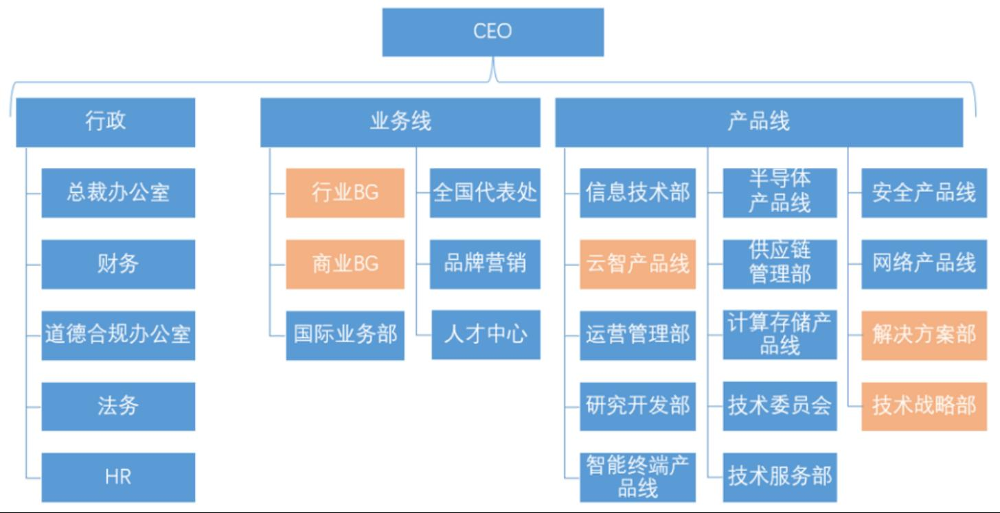 CEO
行政
业务线
产品线
总裁办公室
行业BG
全国代表处
信息技术部
半导体
产品线
安全产品线
财务
商业BG
品牌营销
云智产品线
供应链
管理部
网络产品线
道德合规办公室
国际业务部
人才中心
运营管理部
计算存储产
品线
解决方案部
法务
研究开发部
技术委员会
技术战略部
HR
智能终端产
品线
技术服务部